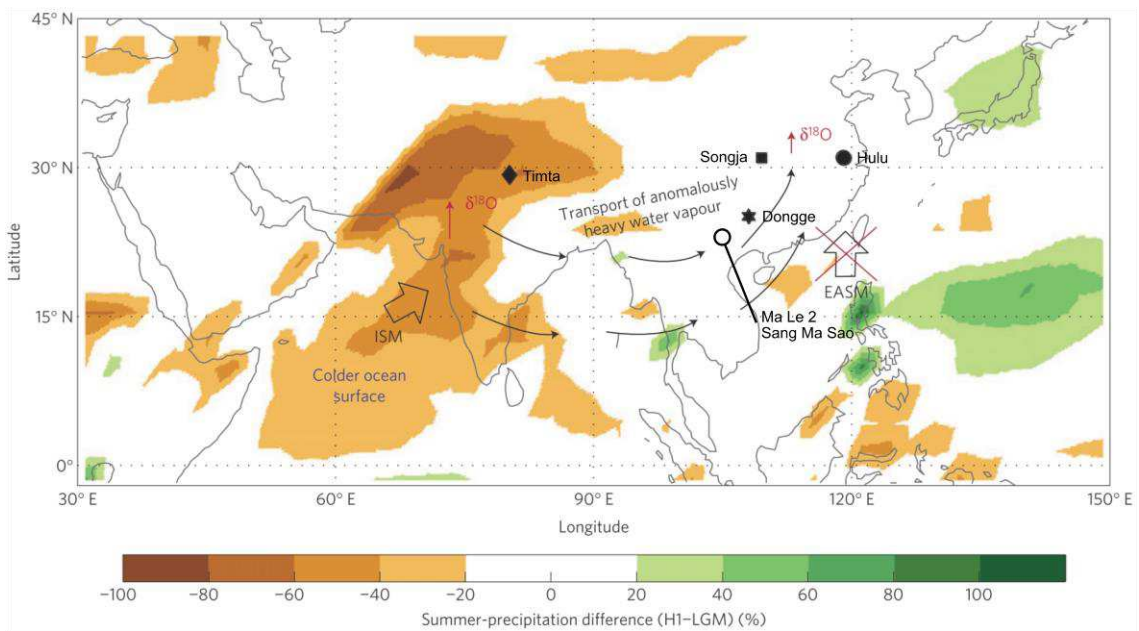 45° N
30° N
15° N
0°
Latitude
δ¹⁸O
Songja
Hulu
Timta
Transport of anomalously
heavy water vapour
δ¹⁸O
Dongge
EASM
ISM
Ma Le 2
Sang Ma Sao
Colder ocean
surface
30° E
60° E
90° E
120° E
150° E
Longitude
−100
−80
−60
−40
−20
0
20
40
60
80
100
Summer-precipitation difference (H1–LGM) (%)